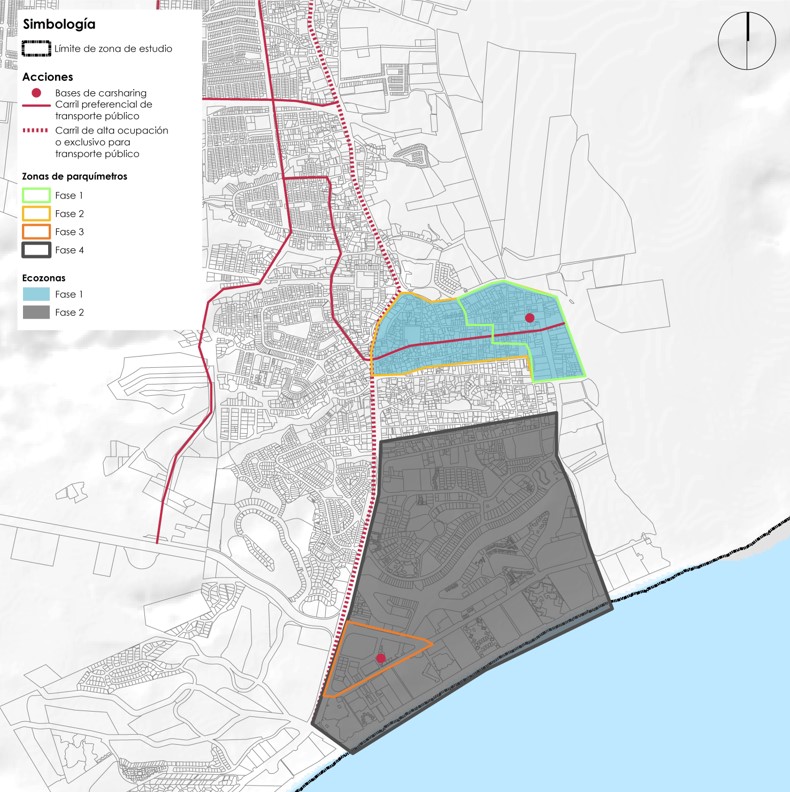 Simbología
Límite de zona de estudio
Acciones
Bases de carsharing
Carril preferencial de
transporte público
Carril de alta ocupación
o exclusivo para
transporte público
Zonas de parquímetros
Fase 1
Fase 2
Fase 3
Fase 4
Ecozonas
Fase 1
Fase 2